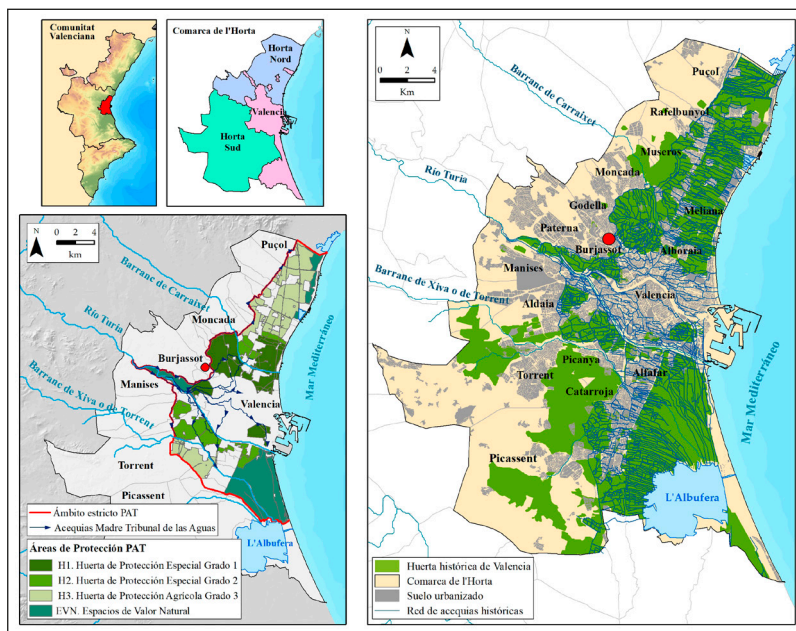 Comunitat
Valenciana
Comarca de l'Horta
Horta
Nord
Valencia
Horta
Sud
N
0 2 4
km
Puçol
Barranc de Carraixet
Río Turia
Moncada
Burjassot
Barranc de Xiva o de Torrent
Manises
Valencia
Mar Mediterráneo
Torrent
Picassent
L'Albufera
Ámbito estricto PAT
Acequias Madre Tribunal de las Aguas
Áreas de Protección PAT
H1. Huerta de Protección Especial Grado 1
H2. Huerta de Protección Especial Grado 2
H3. Huerta de Protección Agrícola Grado 3
EVN. Espacios de Valor Natural
N
0 2 4
Km
Puçol
Barranc de Carraixet
Rafelbunyol
Museros
Río Turia
Moncada
Godella
Meliana
Paterna
Burjassot
Alboraia
Barranc de Xiva o de Torrent
Manises
Valencia
Aldaia
Picanya
Alfafar
Torrent
Catarroja
Mar Mediterráneo
Picassent
L'Albufera
Huerta histórica de Valencia
Comarca de l'Horta
Suelo urbanizado
Red de acequias históricas